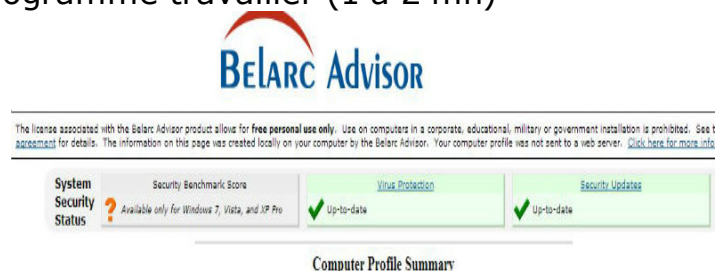 ogramme travailler (1 à 2 mn)
BELARC ADVISOR
The license associated with the Belarc Advisor product allows for free personal use only. Use on computers in a corporate, educational, military or government installation is prohibited. See t
agreement for details. The information on this page was created locally on your computer by the Belarc Advisor. Your computer profile was not sent to a web server. Click here for more info
System Security Status
Security Benchmark Score
Available only for Windows 7, Vista, and XP Pro
Virus Protection
Up-to-date
Security Updates
Up-to-date
Computer Profile Summary